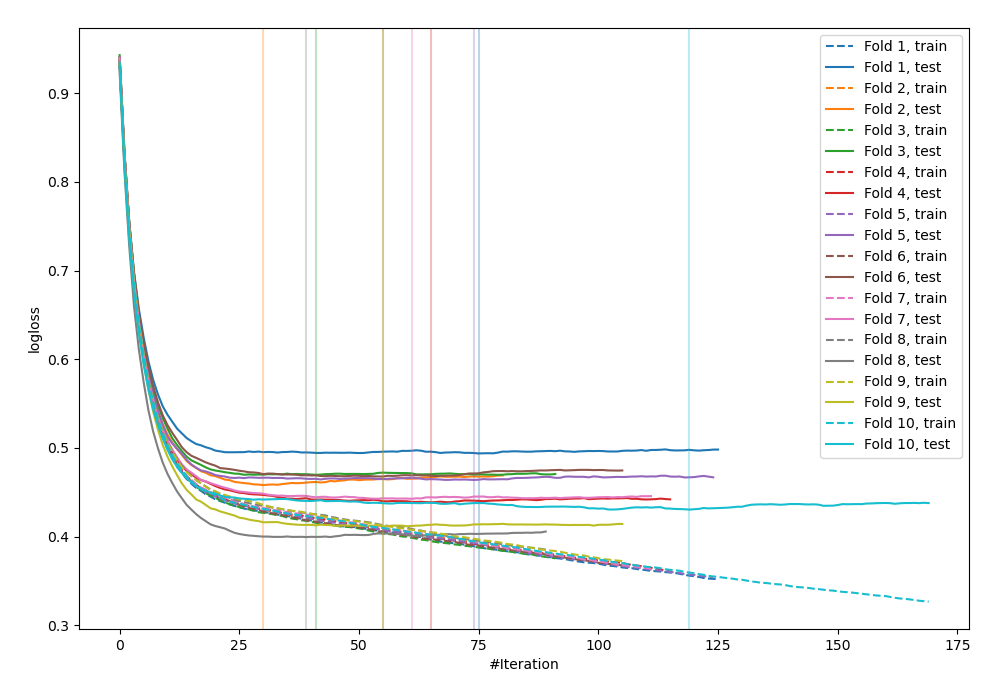 0.9
0.8
0.7
0.6
0.5
0.4
0.3
logloss
0
25
50
75
100
125
150
175
#Iteration
Fold 1, train
Fold 1, test
Fold 2, train
Fold 2, test
Fold 3, train
Fold 3, test
Fold 4, train
Fold 4, test
Fold 5, train
Fold 5, test
Fold 6, train
Fold 6, test
Fold 7, train
Fold 7, test
Fold 8, train
Fold 8, test
Fold 9, train
Fold 9, test
Fold 10, train
Fold 10, test